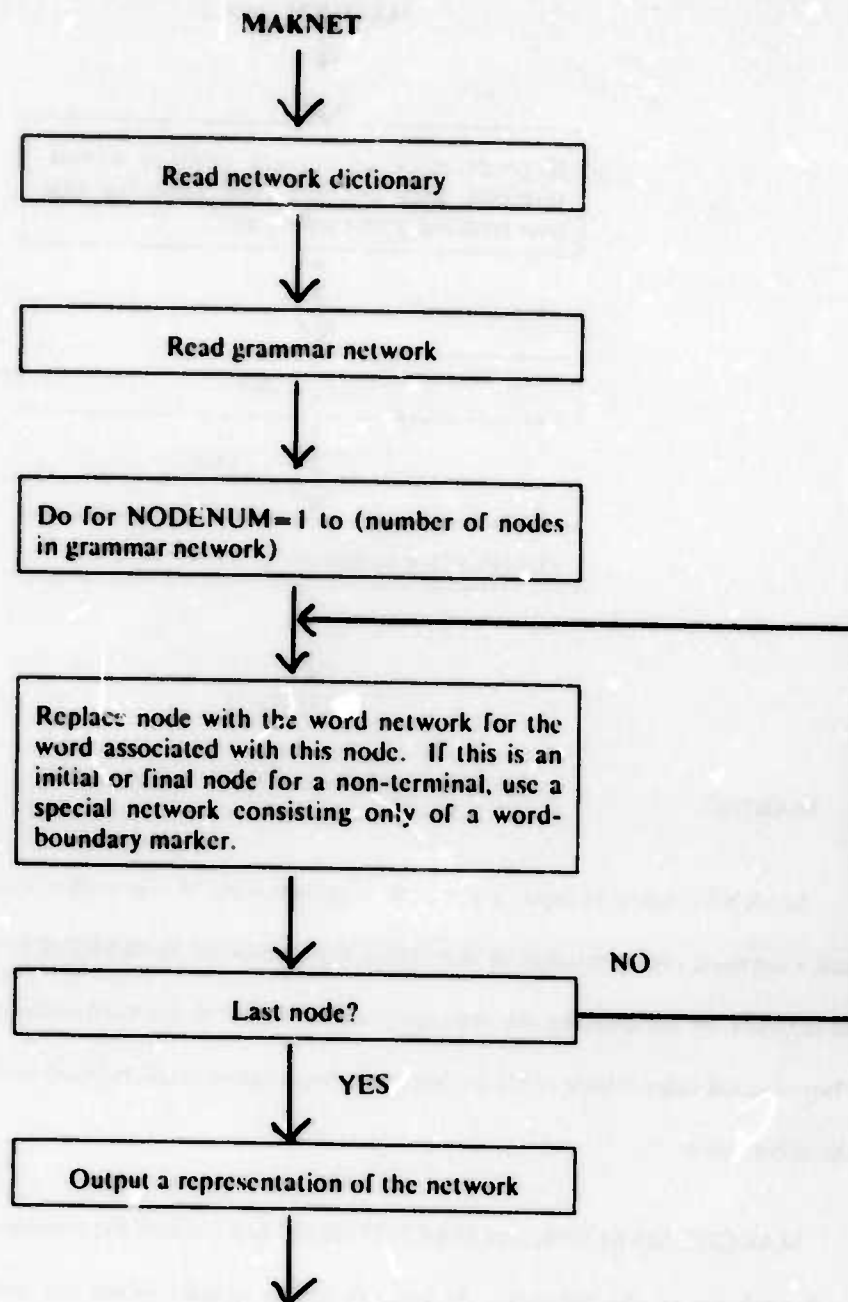 MAKNET
Read network dictionary
Read grammar network
Do for NODENUM=1 to (number of nodes
in grammar network)
Replace node with the word network for the
word associated with this node. If this is an
initial or final node for a non-terminal, use a
special network consisting only of a word-
boundary marker.
NO
Last node?
YES
Output a representation of the network